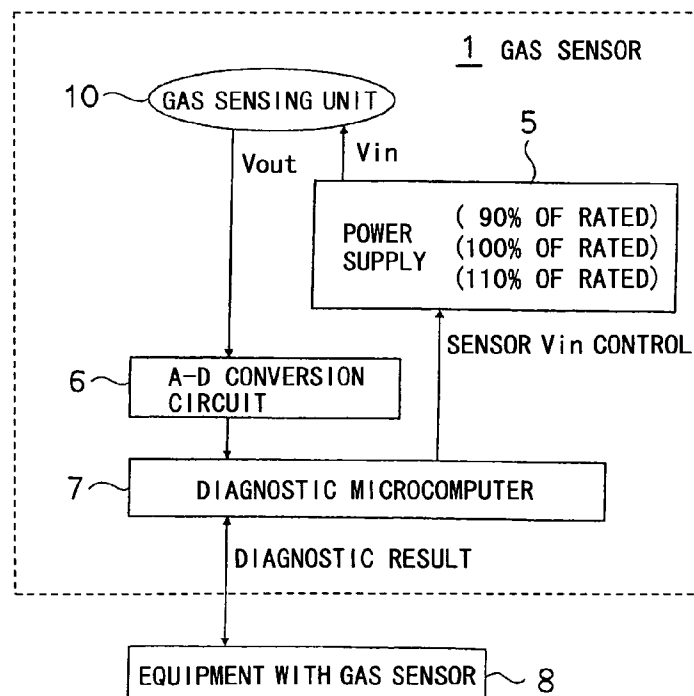 1 GAS SENSOR
10
GAS SENSING UNIT
5
Vout
Vin
POWER SUPPLY
( 90% OF RATED)
(100% OF RATED)
(110% OF RATED)
SENSOR Vin CONTROL
6
A-D CONVERSION
CIRCUIT
7
DIAGNOSTIC MICROCOMPUTER
DIAGNOSTIC RESULT
EQUIPMENT WITH GAS SENSOR
8